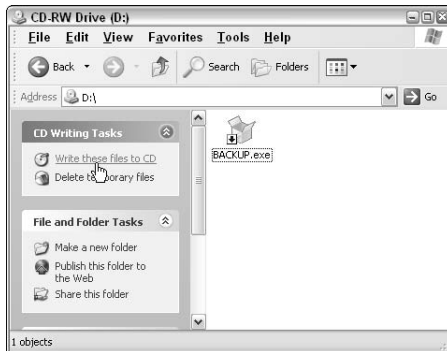 CD-RW Drive (D:)
File Edit View Favorites Tools Help
Back Search Folders
Address D:\ Go
CD Writing Tasks
Write these files to CD
Delete temporary files
File and Folder Tasks
Make a new folder
Publish this folder to
the Web
Share this folder
BACKUP.exe
1 objects